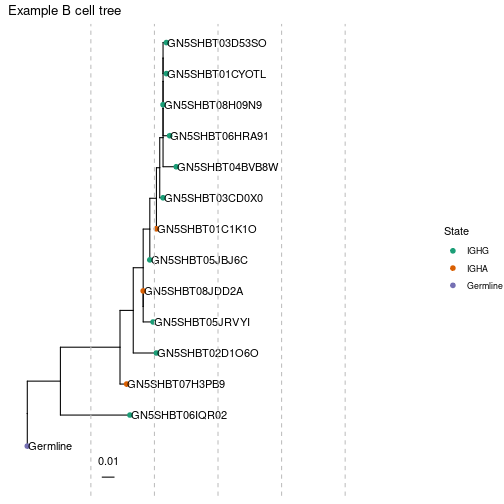 Example B cell tree
GN5SHBT03D53SO
GN5SHBT01CYOTL
GN5SHBT08H09N9
GN5SHBT06HRA91
GN5SHBT04BVB8W
GN5SHBT03CD0X0
GN5SHBT01C1K1O
GN5SHBT05JBJ6C
GN5SHBT08JDD2A
GN5SHBT05JRVYI
GN5SHBT02D1O6O
GN5SHBT07H3PB9
GN5SHBT06IQR02
Germline
0.01
State
IGHG
IGHA
Germline